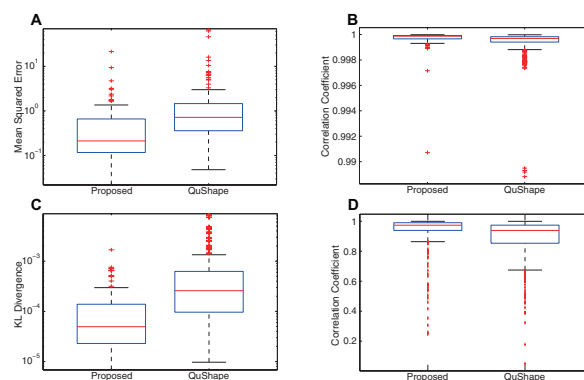 A
Mean Squared Error
10^1
10^0
10^-1
Proposed QuShape
B
Correlation Coefficient
1
0.998
0.996
0.994
0.992
0.99
Proposed QuShape
C
KL Divergence
10^-3
10^-4
10^-5
Proposed QuShape
D
Correlation Coefficient
1
0.8
0.6
0.4
0.2
Proposed QuShape